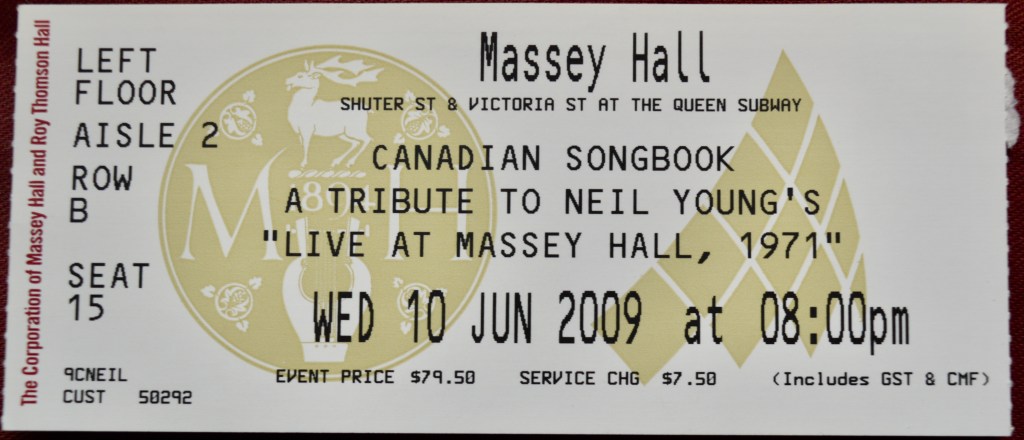 The Corporation of Massey Hall and Roy Thomson Hall
LEFT
FLOOR
AISLE 2
ROW
B
SEAT
15
9CNEIL
CUST 50292
Massey Hall
SHUTER ST & VICTORIA ST AT THE QUEEN SUBWAY
CANADIAN SONGBOOK
A TRIBUTE TO NEIL YOUNG'S
"LIVE AT MASSEY HALL, 1971"
WED 10 JUN 2009 at 08:00pm
EVENT PRICE $79.50 SERVICE CHG $7.50 (Includes GST & CMF)
M H
1894